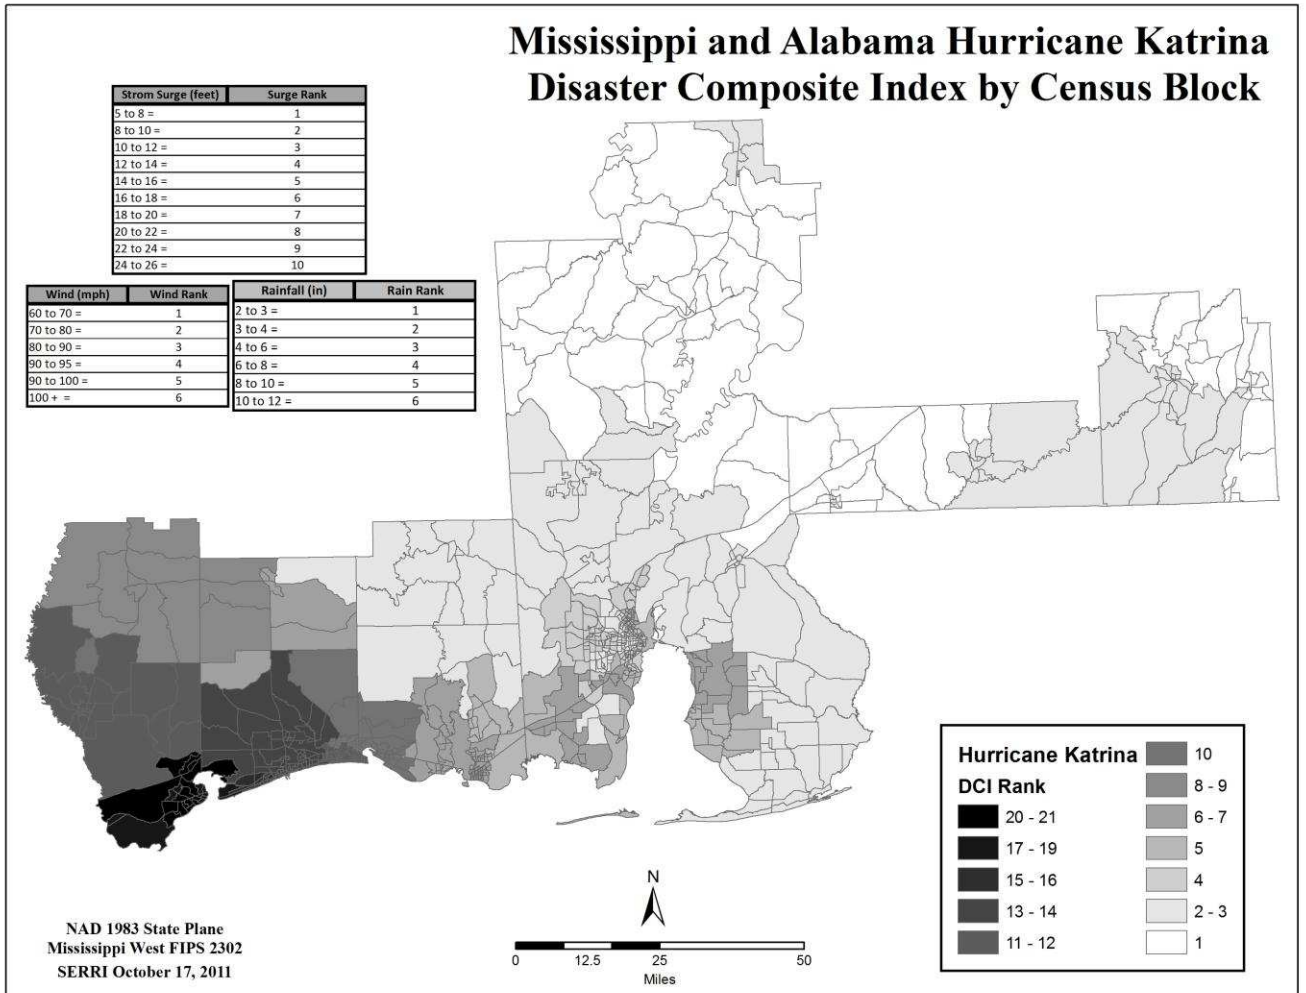 Mississippi and Alabama Hurricane Katrina
Disaster Composite Index by Census Block
Strom Surge (feet) Surge Rank
5 to 8 = 1
8 to 10 = 2
10 to 12 = 3
12 to 14 = 4
14 to 16 = 5
16 to 18 = 6
18 to 20 = 7
20 to 22 = 8
22 to 24 = 9
24 to 26 = 10
Wind (mph) Wind Rank
60 to 70 = 1
70 to 80 = 2
80 to 90 = 3
90 to 95 = 4
90 to 100 = 5
100 + = 6
Rainfall (in) Rain Rank
2 to 3 = 1
3 to 4 = 2
4 to 6 = 3
6 to 8 = 4
8 to 10 = 5
10 to 12 = 6
Hurricane Katrina
DCI Rank
20 - 21
17 - 19
15 - 16
13 - 14
11 - 12
10
8 - 9
6 - 7
5
4
2 - 3
1
N
0 12.5 25 50
Miles
NAD 1983 State Plane
Mississippi West FIPS 2302
SERRI October 17, 2011